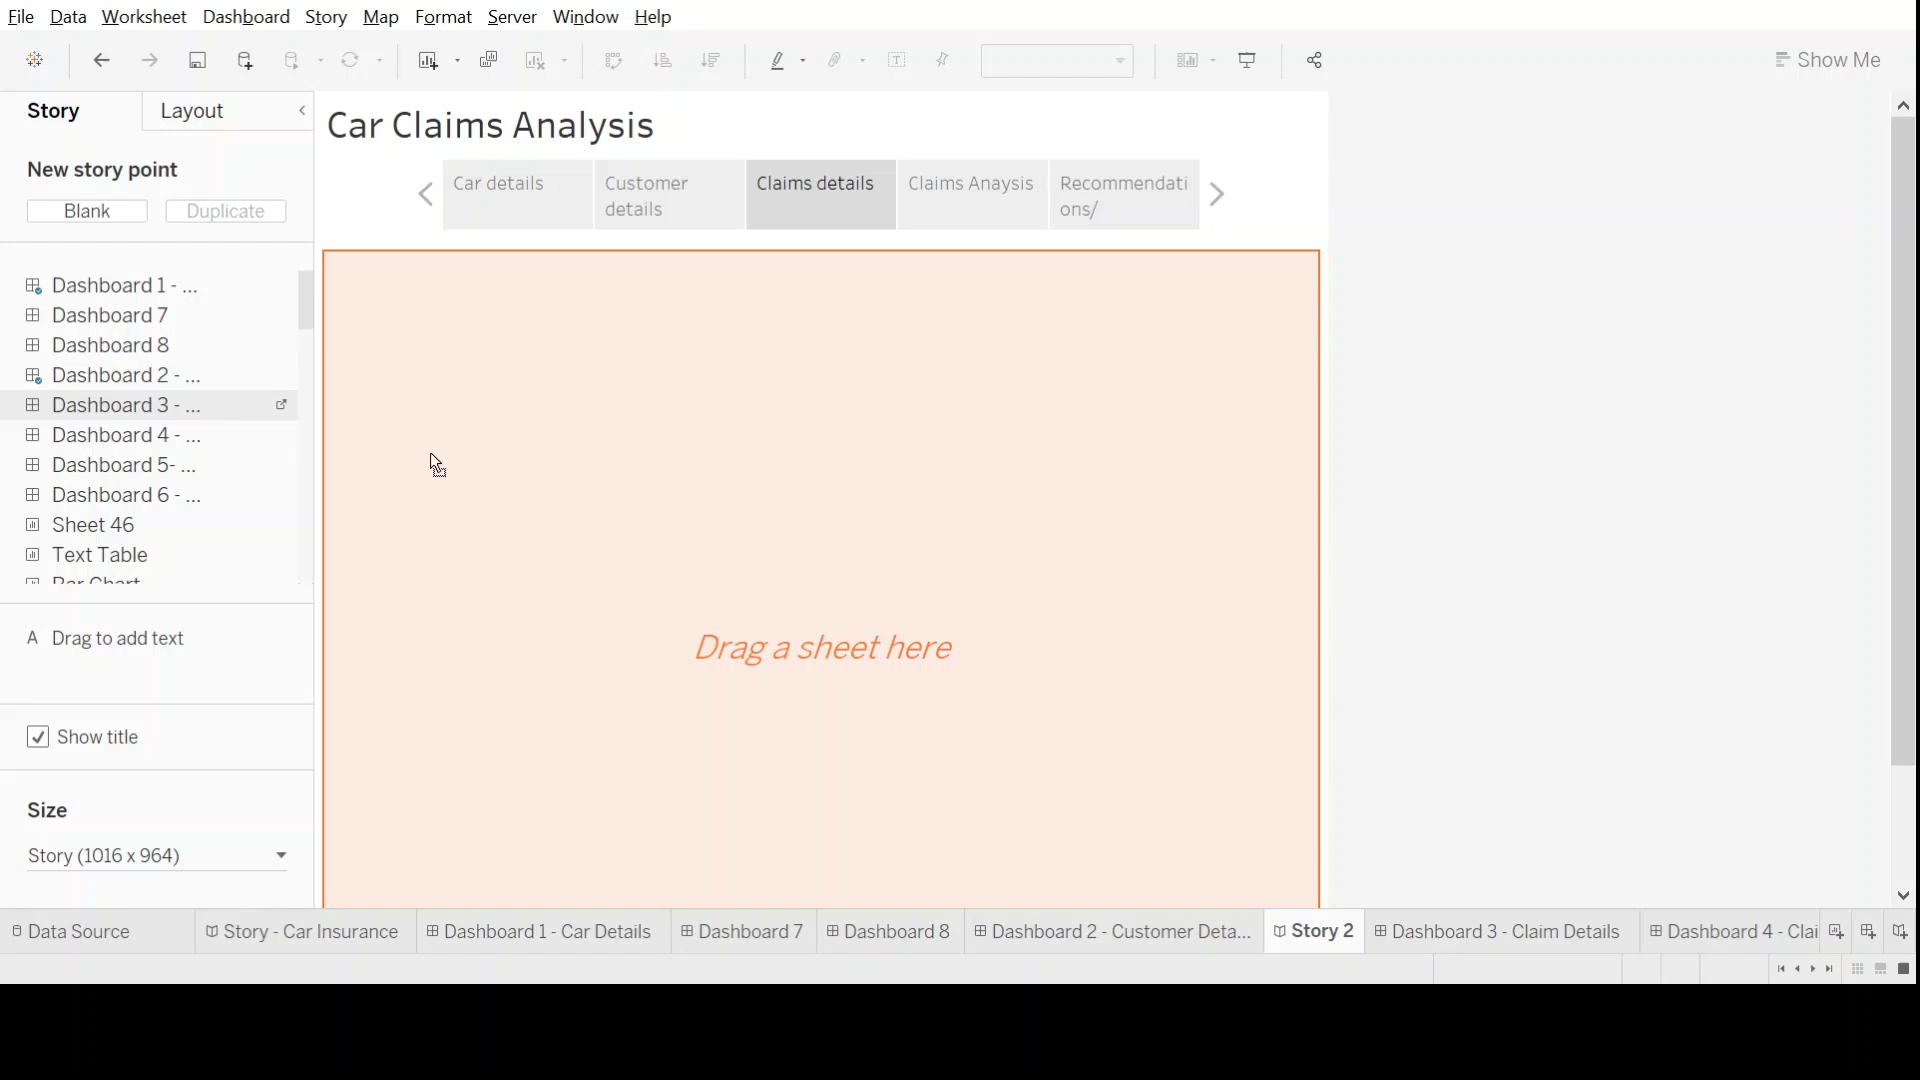 File Data Worksheet Dashboard Story Map Format Server Window Help
Show Me
Story Layout
Car Claims Analysis
New story point
Blank Duplicate
Car details
Customer
details
Claims details
Claims Anaysis
Recommendati
ons/
Dashboard 1 - ...
Dashboard 7
Dashboard 8
Dashboard 2 - ...
Dashboard 3 - ...
Dashboard 4 - ...
Dashboard 5- ...
Dashboard 6 - ...
Sheet 46
Text Table
Bar Chart
Drag a sheet here
A Drag to add text
Show title
Size
Story (1016 x 964)
Data Source Story - Car Insurance Dashboard 1 - Car Details Dashboard 7 Dashboard 8 Dashboard 2 - Customer Deta... Story 2 Dashboard 3 - Claim Details Dashboard 4 - Clai